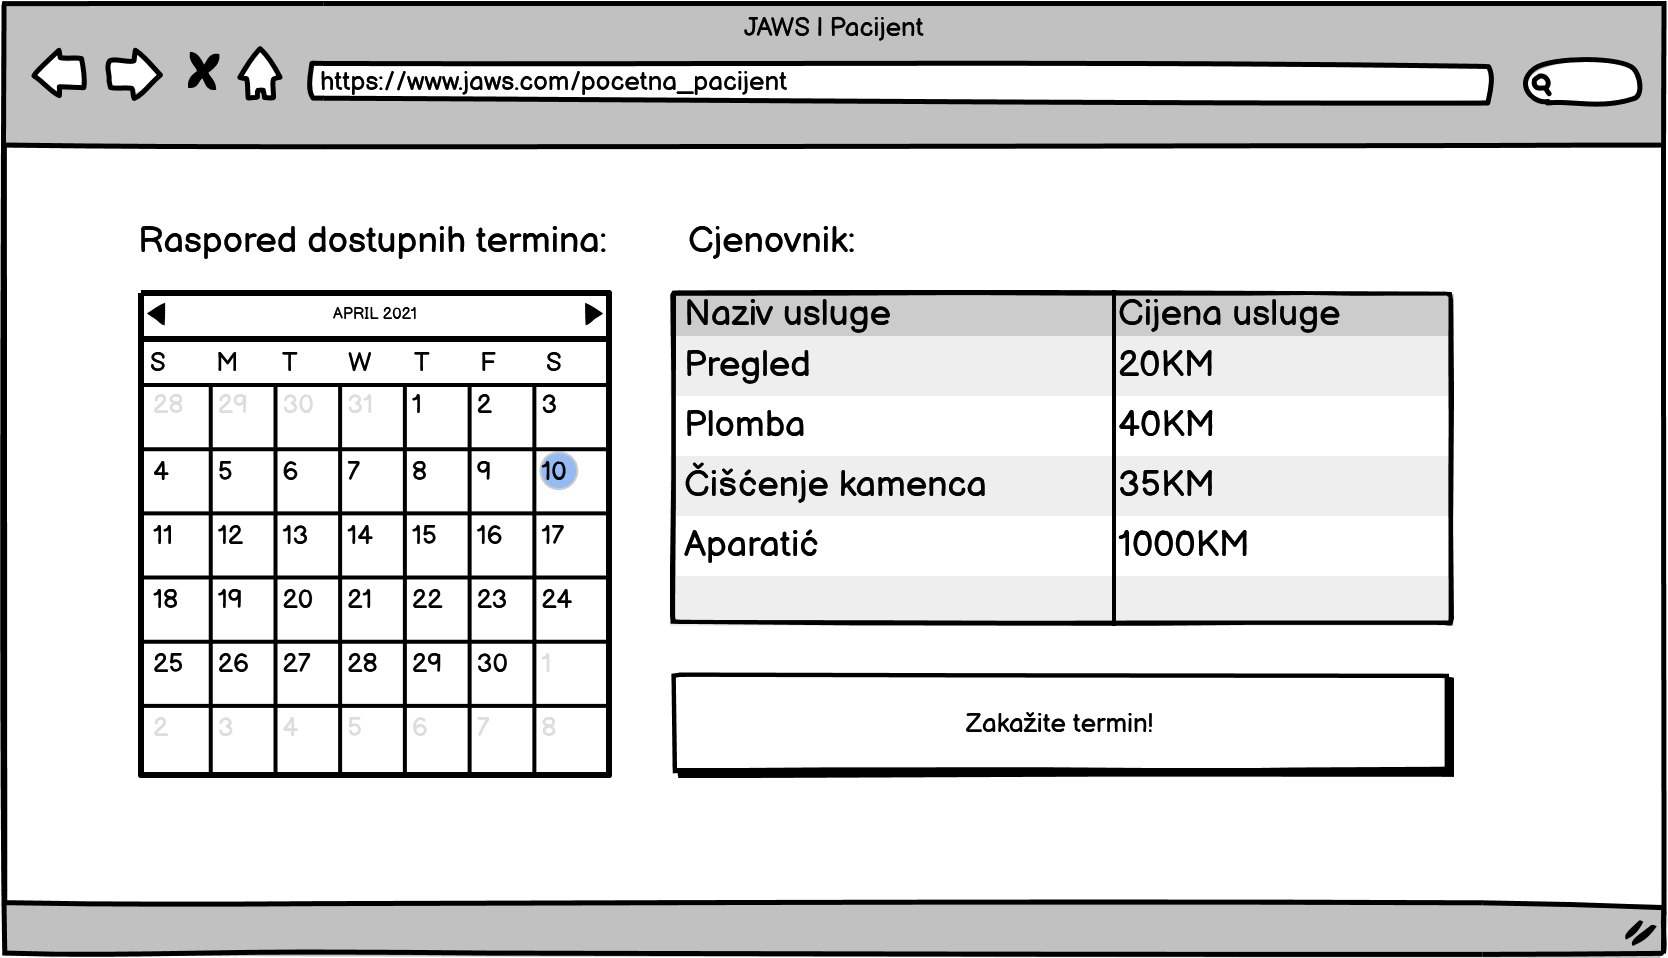 JAWS | Pacijent
https://www.jaws.com/pocetna_pacijent
Raspored dostupnih termina:
Cjenovnik:
APRIL 2021
S M T W T F S
28 29 30 31 1 2 3
4 5 6 7 8 9 10
11 12 13 14 15 16 17
18 19 20 21 22 23 24
25 26 27 28 29 30 1
2 3 4 5 6 7 8
Naziv usluge Cijena usluge
Pregled 20KM
Plomba 40KM
Čišćenje kamenca 35KM
Aparatić 1000KM
Zakažite termin!